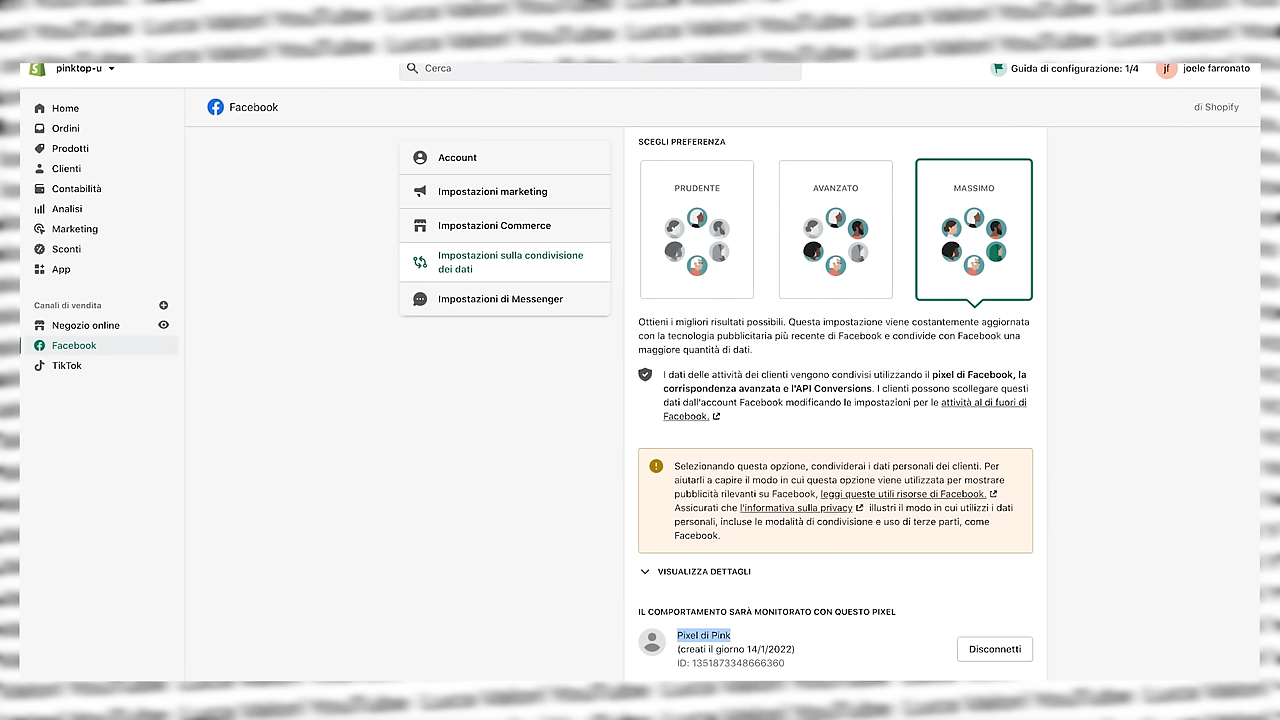 pinktop-u
Cerca
Guida di configurazione: 1/4
jf
joele farronato
Home
Ordini
Prodotti
Clienti
Contabilità
Analisi
Marketing
Sconti
App
Canali di vendita
Negozio online
Facebook
TikTok
Facebook
di Shopify
Account
Impostazioni marketing
Impostazioni Commerce
Impostazioni sulla condivisione
dei dati
Impostazioni di Messenger
SCEGLI PREFERENZA
PRUDENTE
AVANZATO
MASSIMO
Ottieni i migliori risultati possibili. Questa impostazione viene costantemente aggiornata
con la tecnologia pubblicitaria più recente di Facebook e condivide con Facebook una
maggiore quantità di dati.
I dati delle attività dei clienti vengono condivisi utilizzando il pixel di Facebook, la
corrispondenza avanzata e l'API Conversions. I clienti possono scollegare questi
dati dall'account Facebook modificando le impostazioni per le attività al di fuori di
Facebook.
Selezionando questa opzione, condividerai i dati personali dei clienti. Per
aiutarli a capire il modo in cui questa opzione viene utilizzata per mostrare
pubblicità rilevanti su Facebook, leggi queste utili risorse di Facebook.
Assicurati che l'informativa sulla privacy illustri il modo in cui utilizzi i dati
personali, incluse le modalità di condivisione e uso di terze parti, come
Facebook.
VISUALIZZA DETTAGLI
IL COMPORTAMENTO SARÀ MONITORATO CON QUESTO PIXEL
Pixel di Pink
(creati il giorno 14/1/2022)
ID: 1351873348666360
Disconnetti